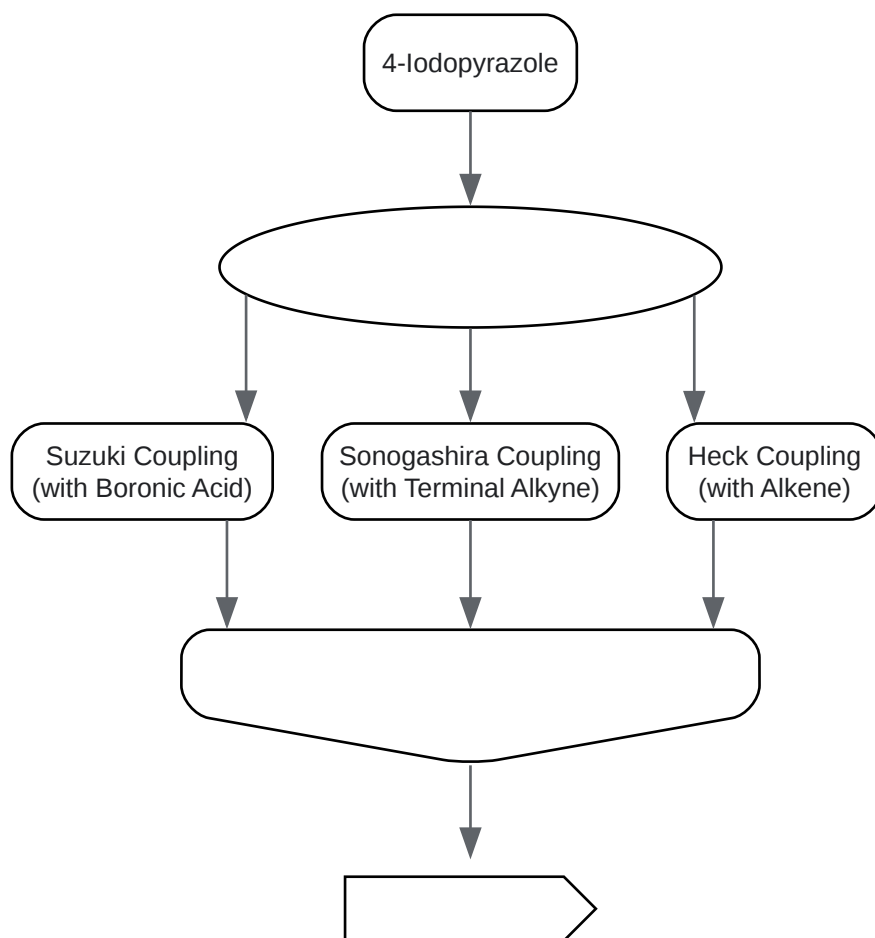 4-Iodopyrazole
Suzuki Coupling
(with Boronic Acid)
Sonogashira Coupling
(with Terminal Alkyne)
Heck Coupling
(with Alkene)